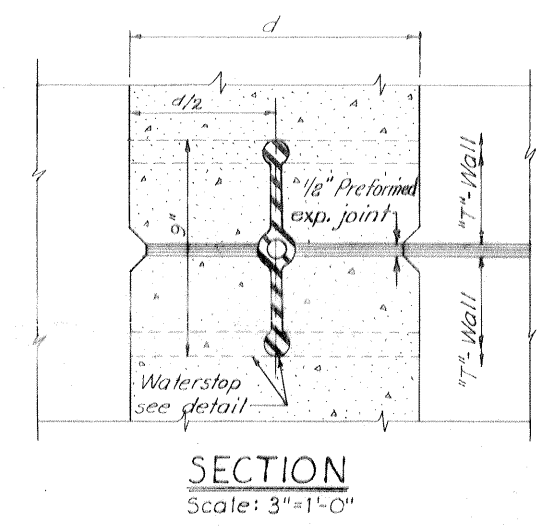 d
d/2
1/2" Preformed
exp. joint
9"
"T"-Wall
"T"-Wall
Waterstop
see detail
SECTION
Scale: 3"=1'-0"